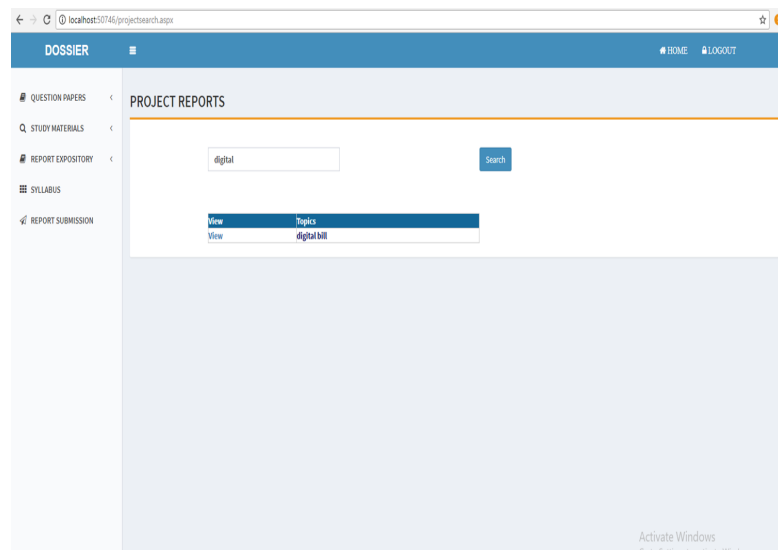 localhost:50746/projectsearch.aspx
DOSSIER
HOME LOGOUT
QUESTION PAPERS
STUDY MATERIALS
REPORT EXPOSITORY
SYLLABUS
REPORT SUBMISSION
PROJECT REPORTS
digital Search
View Topics
View digital bill
Activate Windows